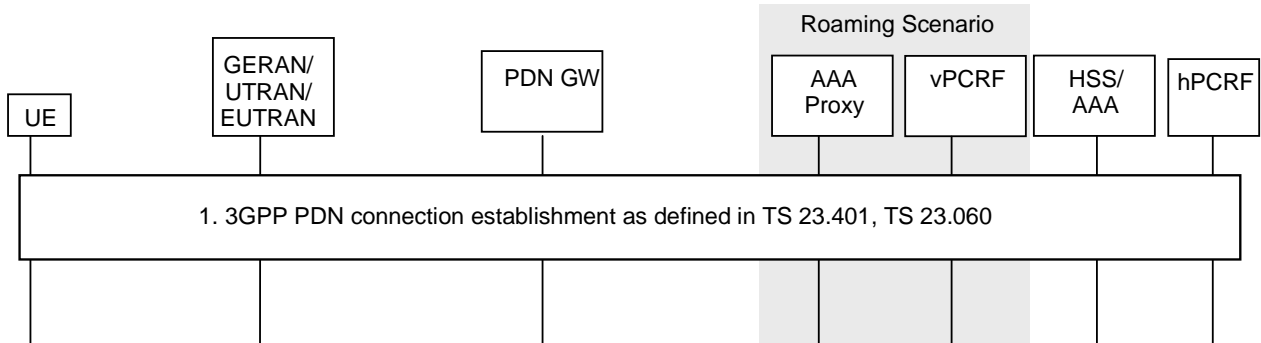 Roaming Scenario
UE
GERAN/
UTRAN/
EUTRAN
PDN GW
AAA
Proxy
vPCRF
HSS/
AAA
hPCRF
1. 3GPP PDN connection establishment as defined in TS 23.401, TS 23.060